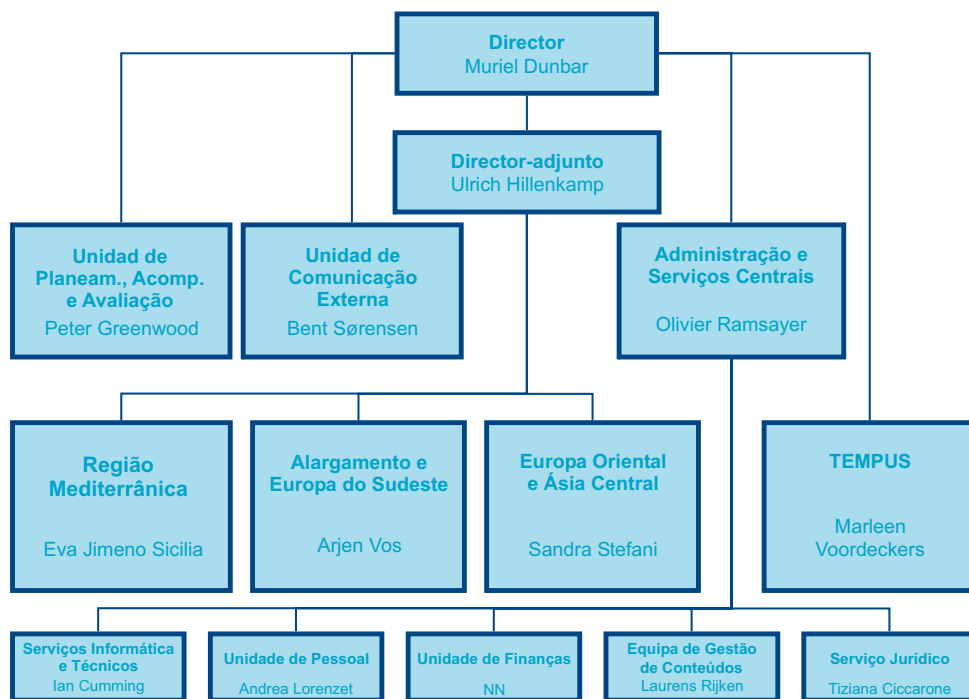 Director
Muriel Dunbar
Director-adjunto
Ulrich Hillenkamp
Unidad de
Planeam., Acomp.
e Avaliação
Peter Greenwood
Unidad de
Comunicação
Externa
Bent Sørensen
Administração e
Serviços Centrais
Olivier Ramsayer
Região
Mediterrânica
Eva Jimeno Sicilia
Alargamento e
Europa do Sudeste
Arjen Vos
Europa Oriental
e Ásia Central
Sandra Stefani
TEMPUS
Marleen
Voordeckers
Serviços Informática
e Técnicos
Ian Cumming
Unidade de Pessoal
Andrea Lorenzet
Unidade de Finanças
NN
Equipa de Gestão
de Conteúdos
Laurens Rijken
Serviço Jurídico
Tiziana Ciccarone